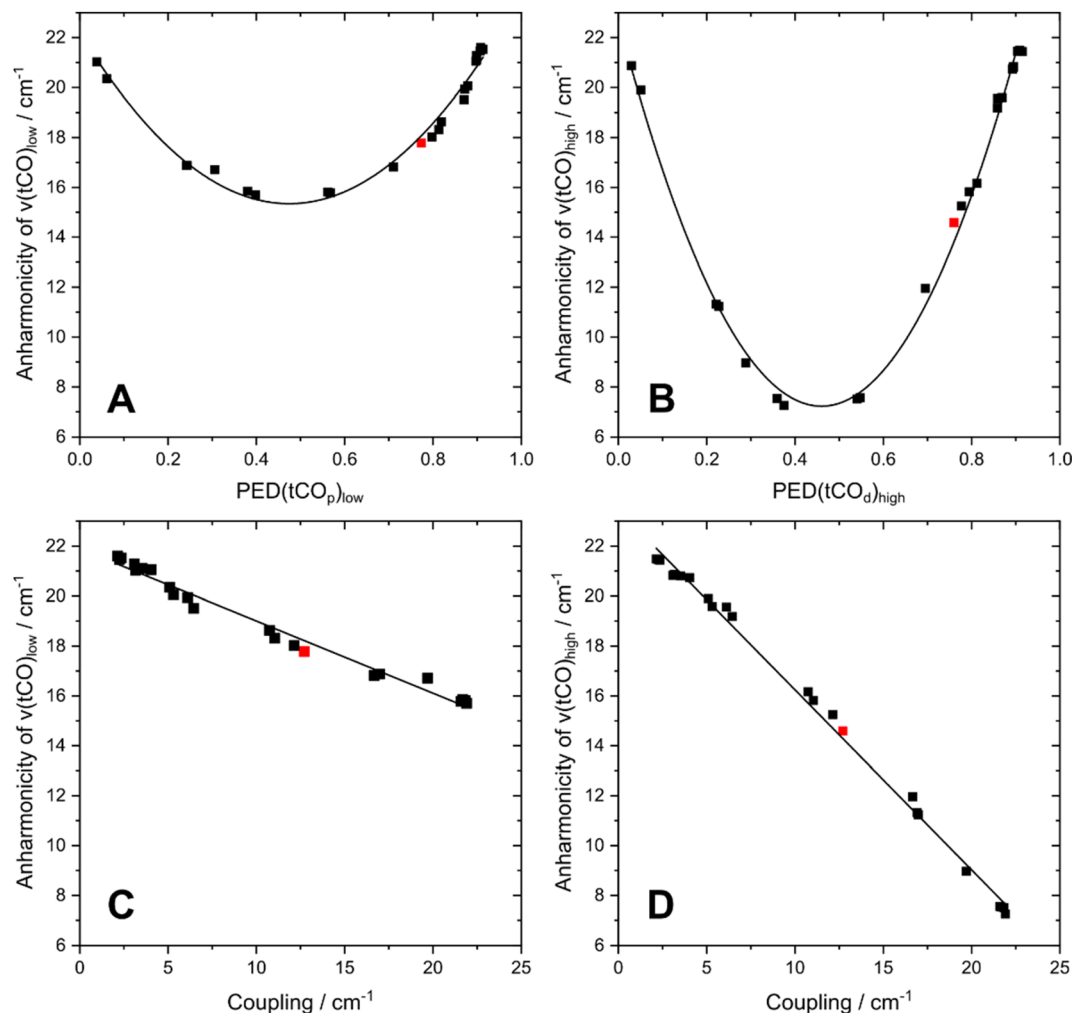 22
20
18
16
14
12
10
8
6
Anharmonicity of ν(tCO)low / cm-1
A
0.0 0.2 0.4 0.6 0.8 1.0
PED(tCOp)low
22
20
18
16
14
12
10
8
6
Anharmonicity of ν(tCO)high / cm-1
B
0.0 0.2 0.4 0.6 0.8 1.0
PED(tCOd)high
22
20
18
16
14
12
10
8
6
Anharmonicity of ν(tCO)low / cm-1
C
0 5 10 15 20 25
Coupling / cm-1
22
20
18
16
14
12
10
8
6
Anharmonicity of ν(tCO)high / cm-1
D
0 5 10 15 20 25
Coupling / cm-1